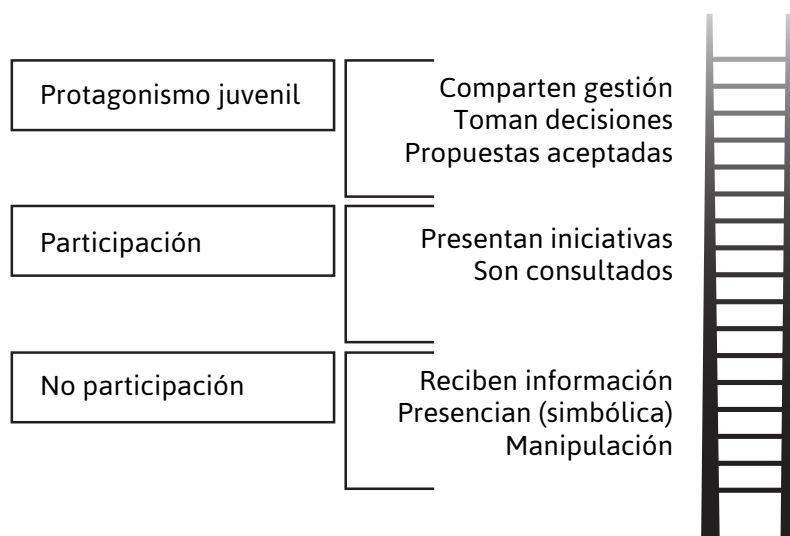 Protagonismo juvenil
Comparten gestión
Toman decisiones
Propuestas aceptadas
Participación
Presentan iniciativas
Son consultados
No participación
Reciben información
Presencian (simbólica)
Manipulación